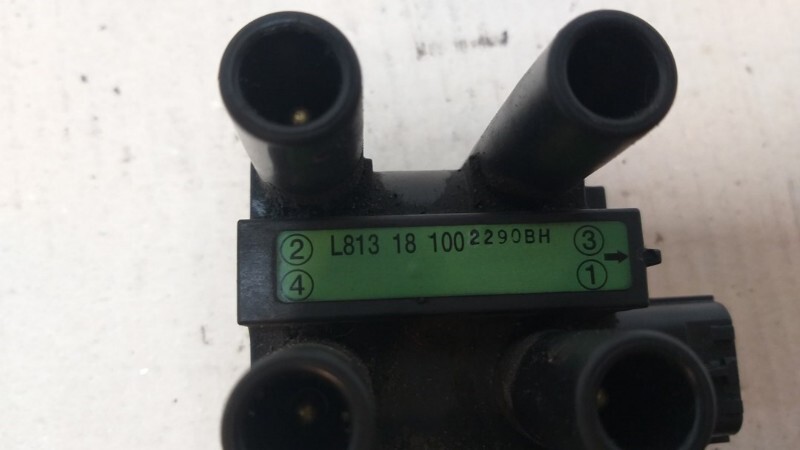 ② L813 18 100 2290BH ③
④ ➡ ①